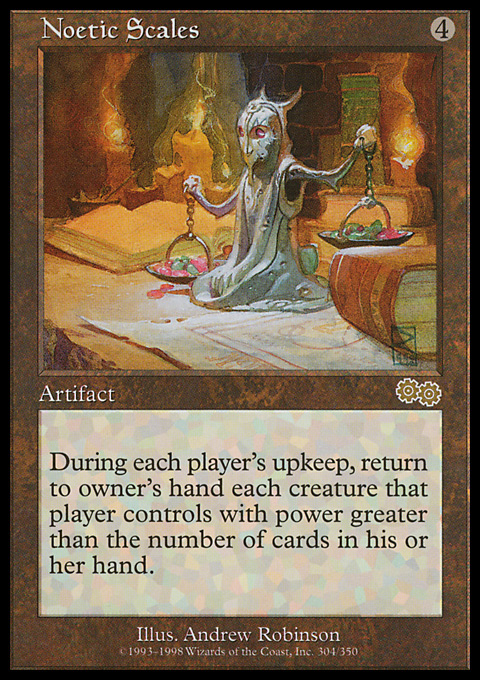 Noetic Scales
4
Artifact
During each player's upkeep, return
to owner's hand each creature that
player controls with power greater
than the number of cards in his or
her hand.
Illus. Andrew Robinson
©1993–1998 Wizards of the Coast, Inc. 304/350